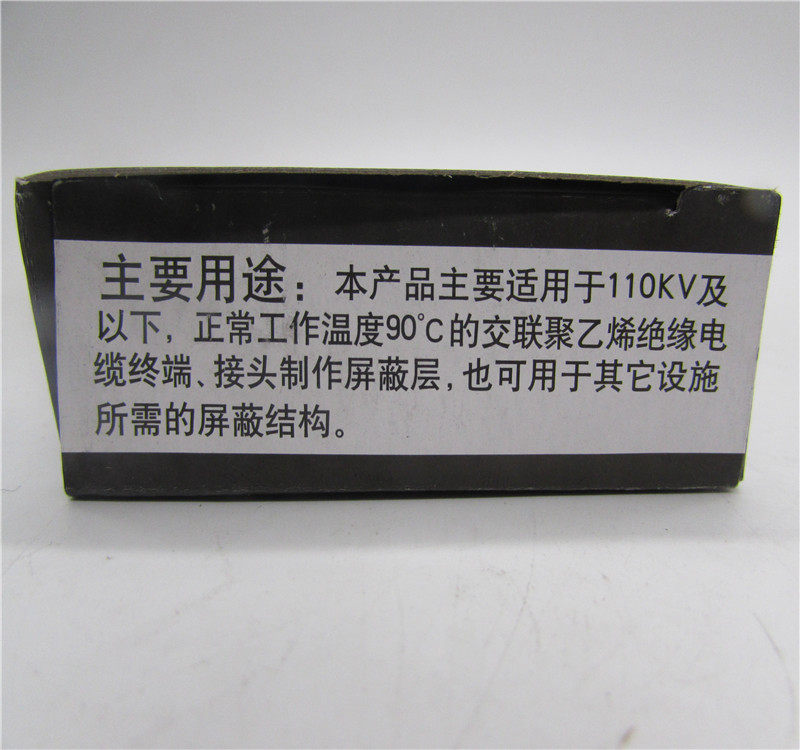 主要用途：本产品主要适用于110KV及
以下，正常工作温度90℃的交联聚乙烯绝缘电
缆终端、接头制作屏蔽层，也可用于其它设施
所需的屏蔽结构。